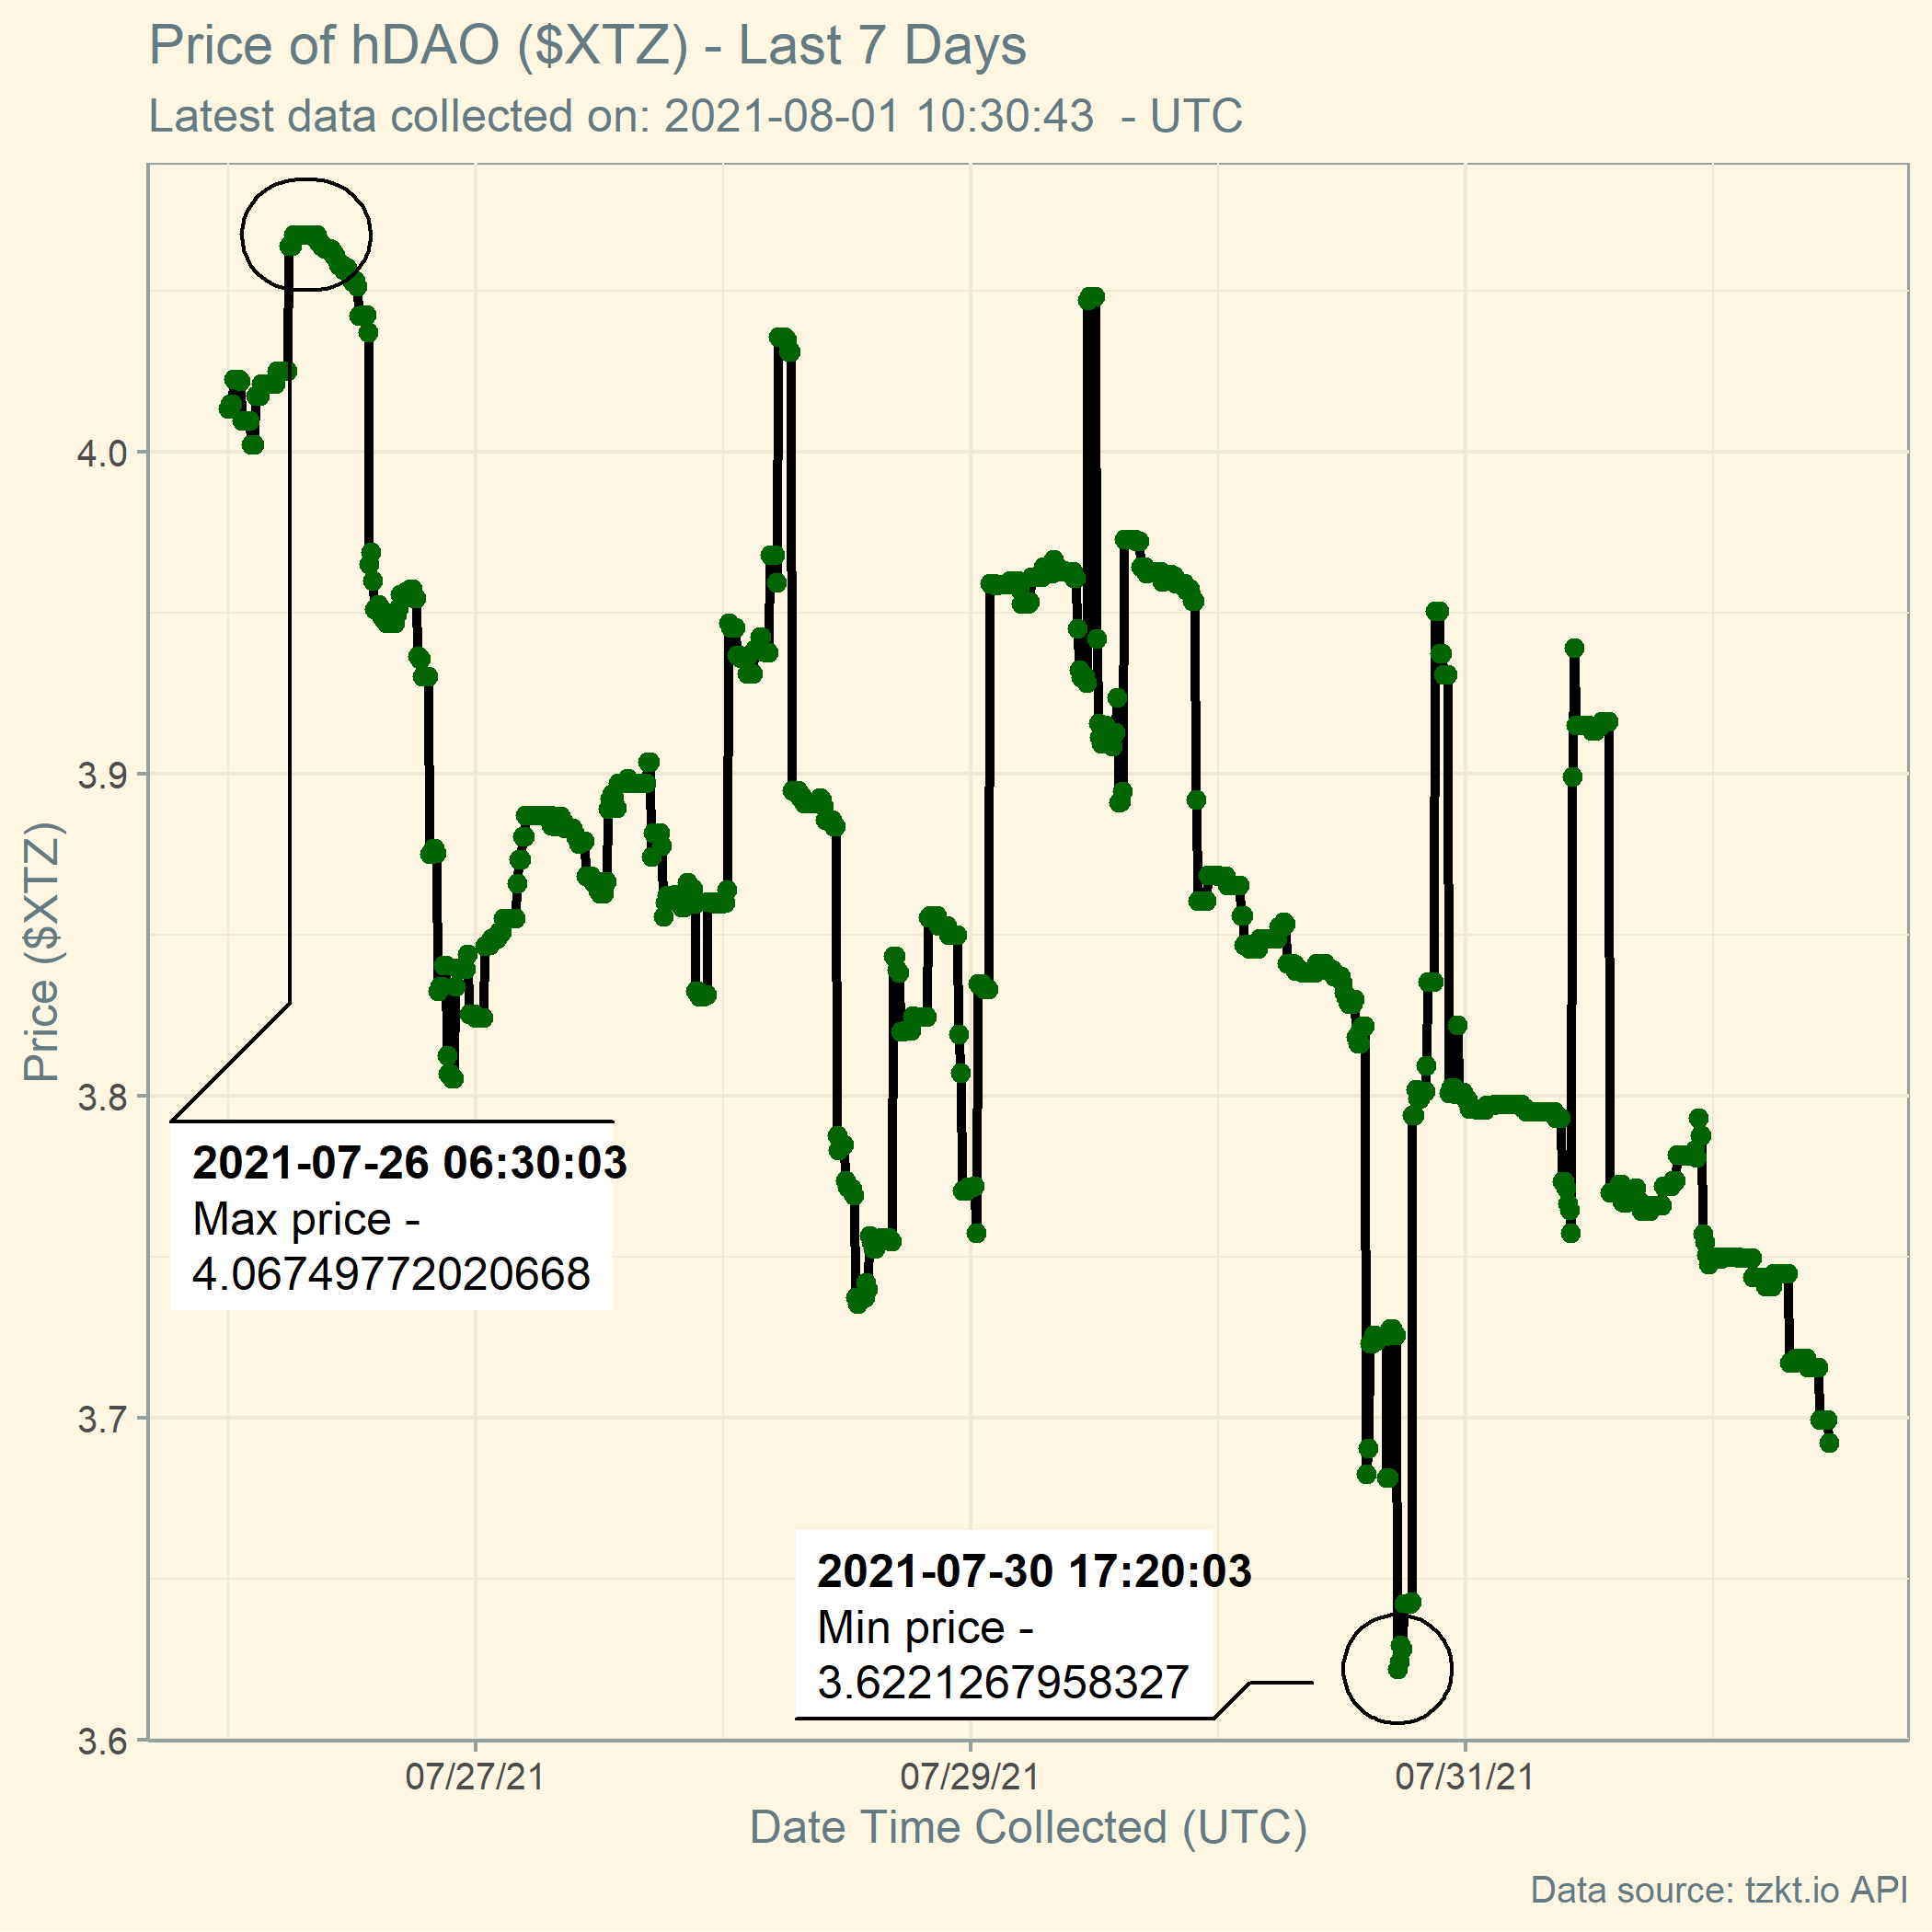 Price of hDAO ($XTZ) - Last 7 Days
Latest data collected on: 2021-08-01 10:30:43  - UTC
Price ($XTZ)
4.0
3.9
3.8
3.7
3.6
2021-07-26 06:30:03
Max price -
4.06749772020668
2021-07-30 17:20:03
Min price -
3.6221267958327
07/27/21
07/29/21
07/31/21
Date Time Collected (UTC)
Data source: tzkt.io API